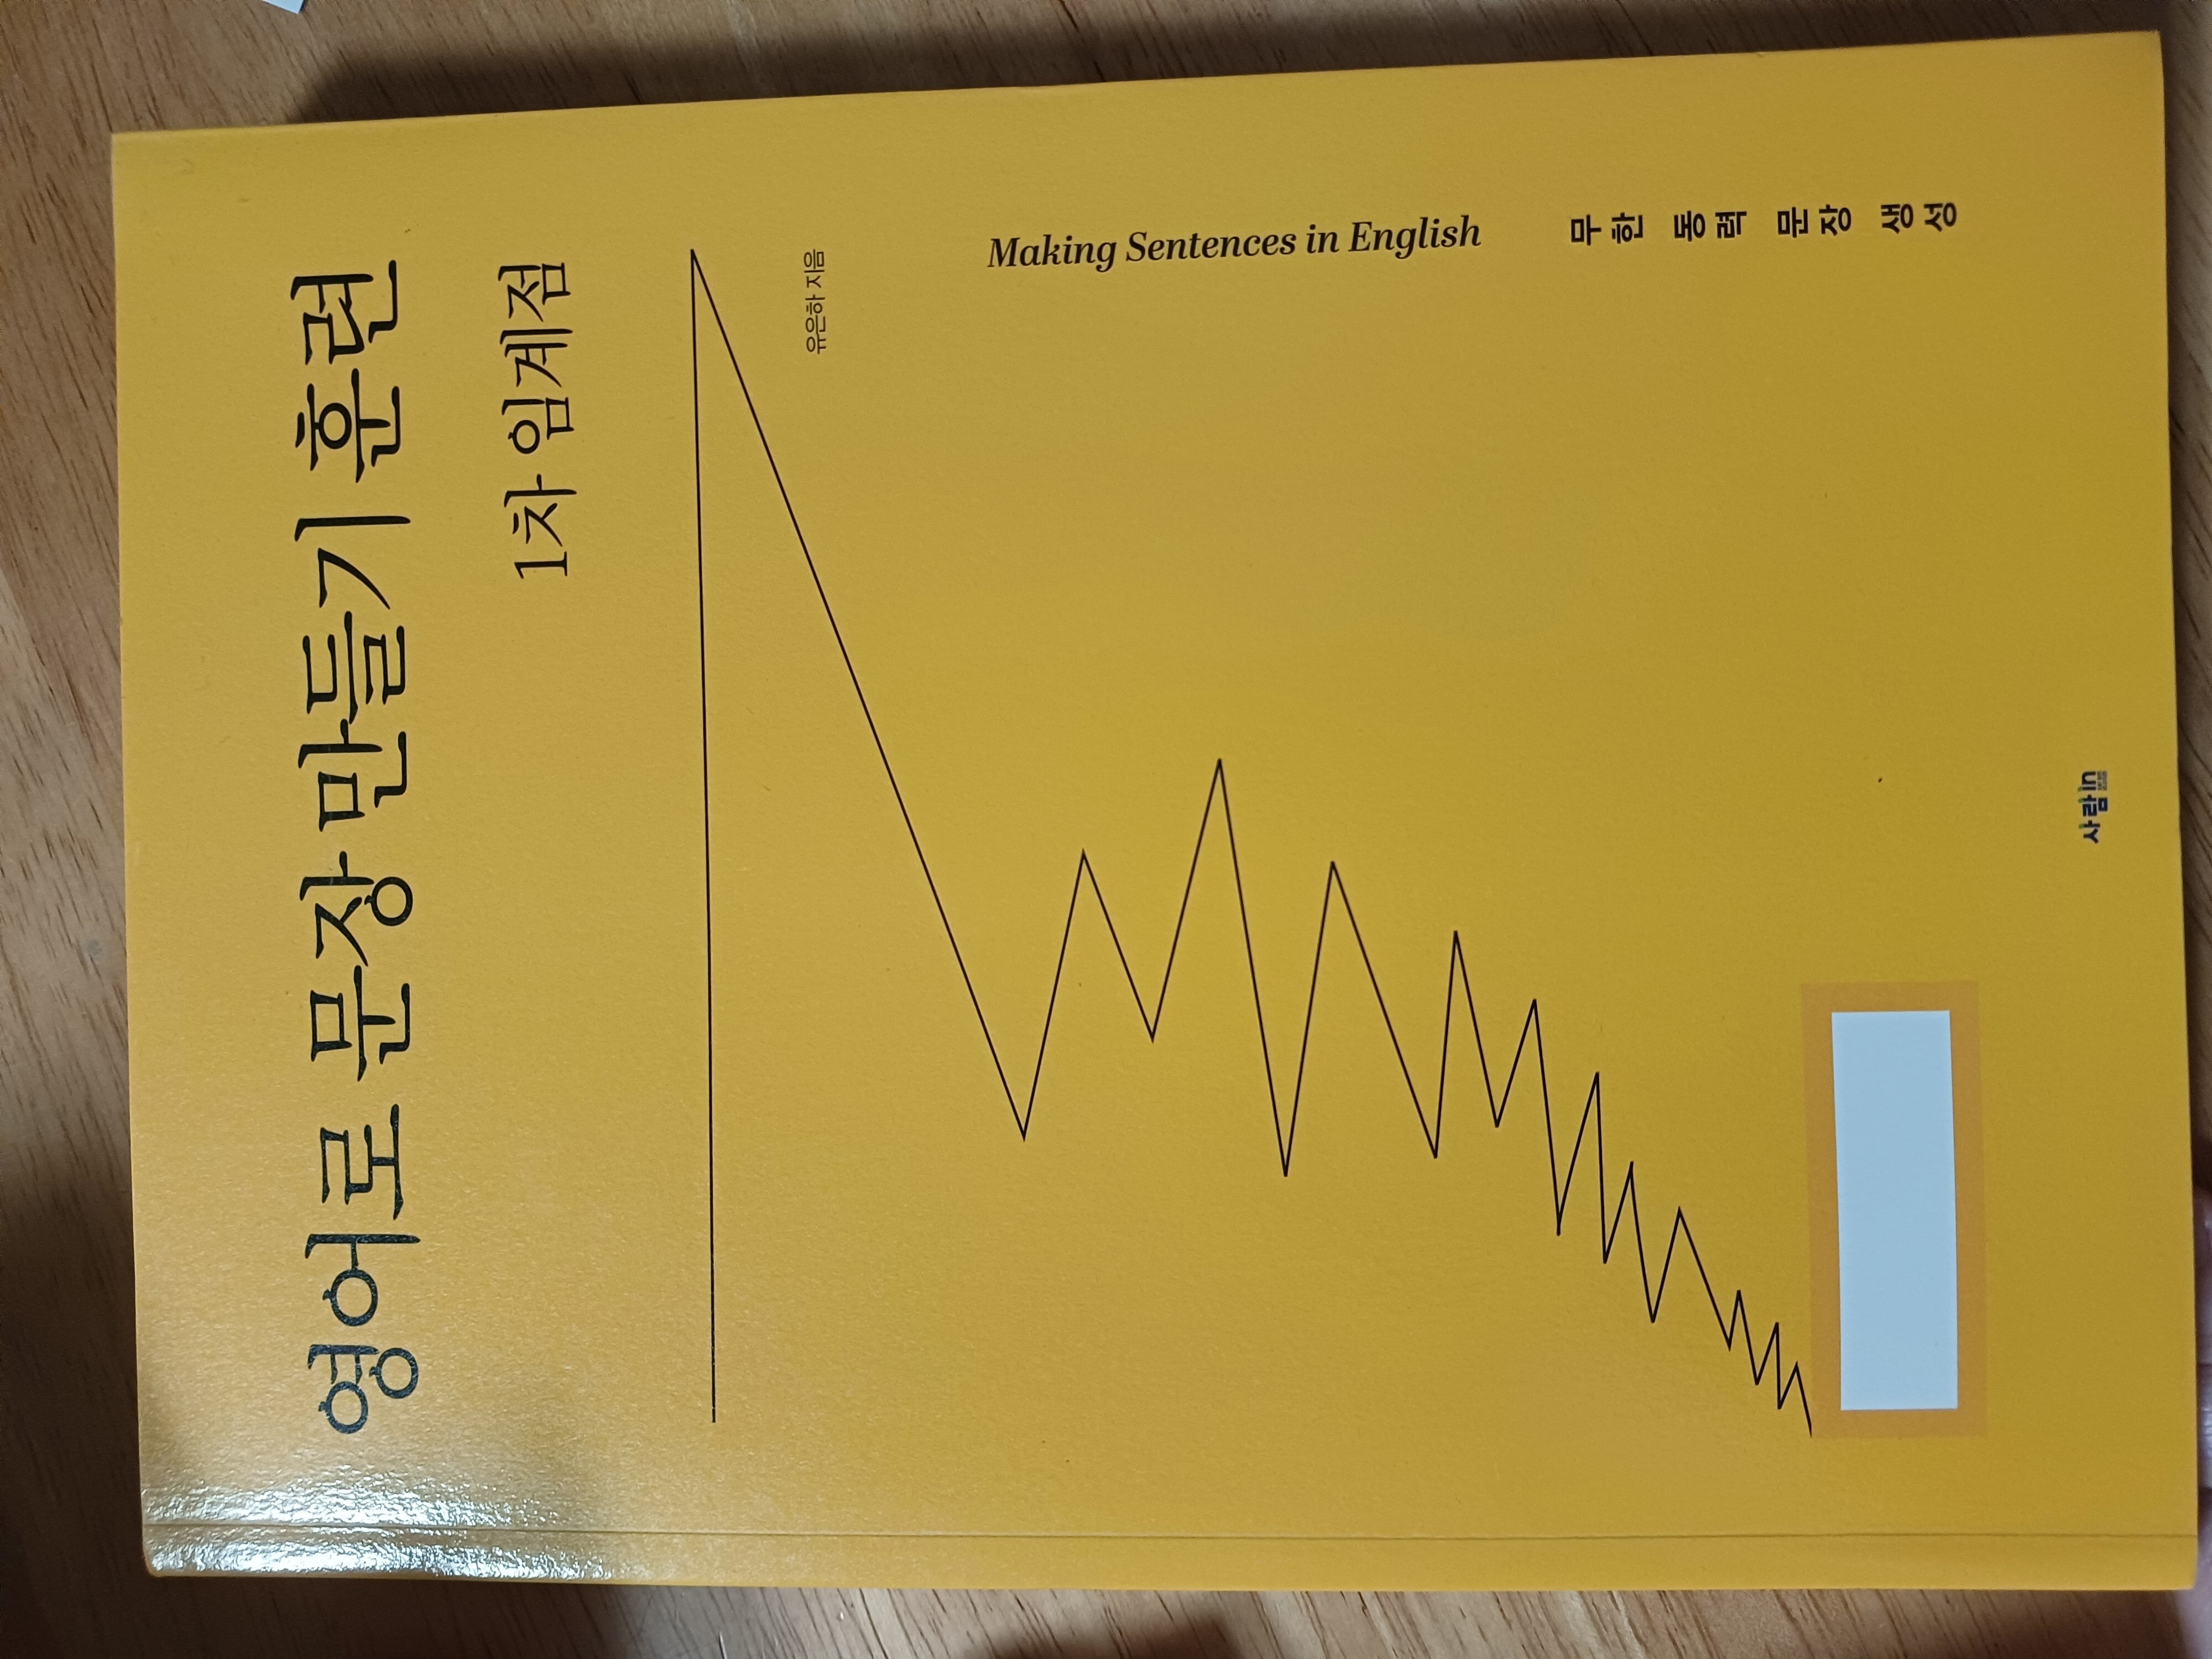 영어로 문장 만들기 훈련
1차 임계점
유은하 지음
Making Sentences in English
무한
동력
문장
생성
사람in